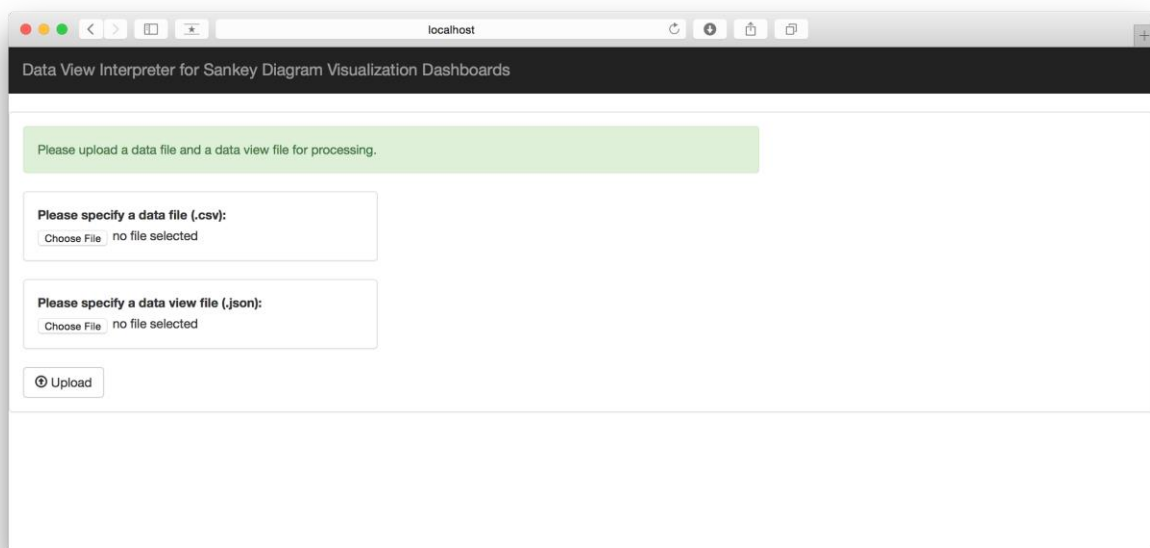 localhost
Data View Interpreter for Sankey Diagram Visualization Dashboards
Please upload a data file and a data view file for processing.
Please specify a data file (.csv):
Choose File no file selected
Please specify a data view file (.json):
Choose File no file selected
Upload